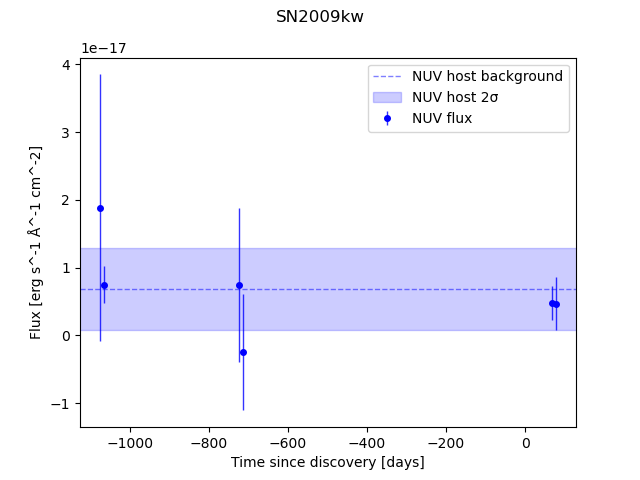 SN2009kw
1e−17
NUV host background
NUV host 2σ
NUV flux
4
3
2
1
0
−1
Flux [erg s^-1 Å^-1 cm^-2]
−1000
−800
−600
−400
−200
0
Time since discovery [days]